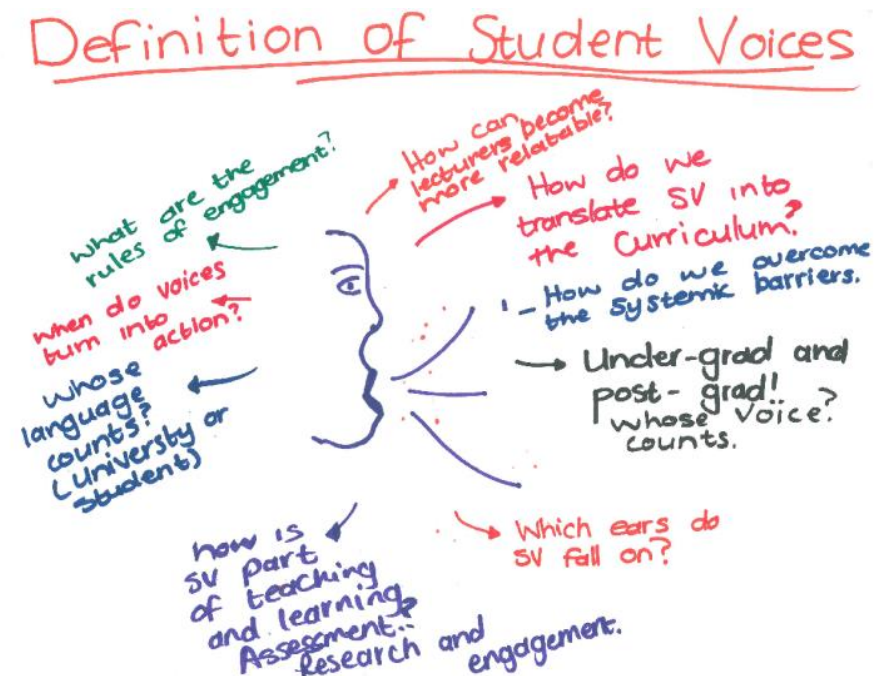 Definition of Student Voices
How can
lecturers become
more relatable?
What are the
rules of engagement?
How do we
translate SV into
the Curriculum?
When do voices
turn into
action?
How do we overcome
the systemic barriers.
whose
language
counts?
(University or
Student)
Under-grad and
post-grad!
whose voice?
counts.
how is
SV part
of teaching
and learning,
Assessment?..
Research and
engagement.
Which ears do
SV fall on?